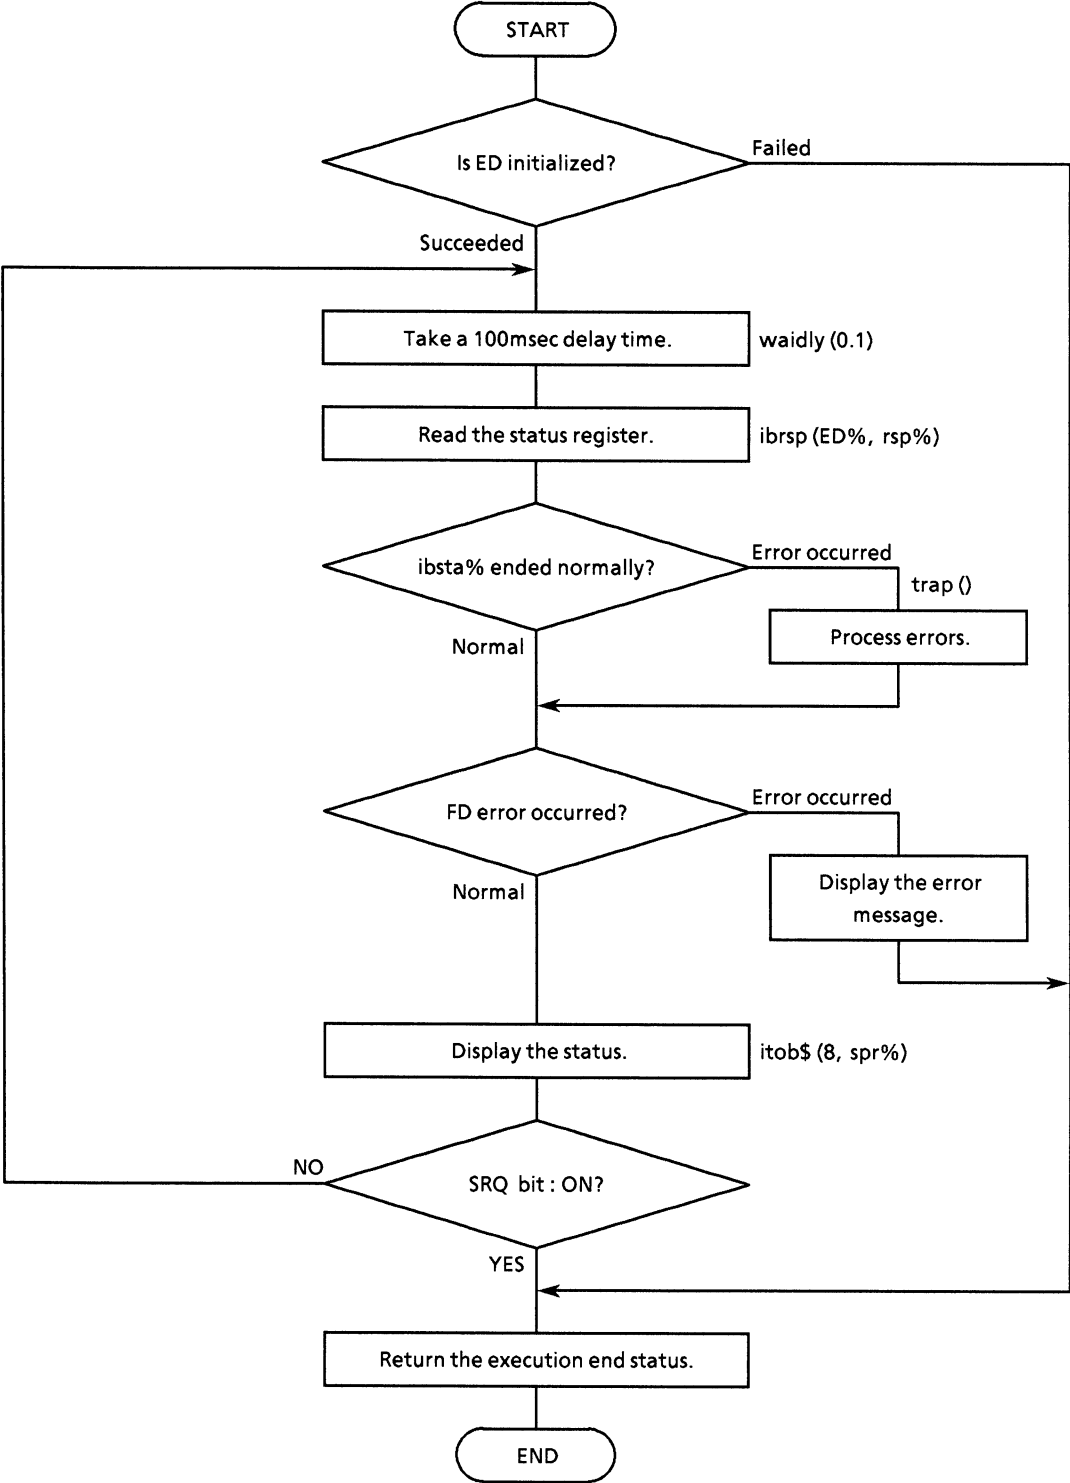 START
Is ED initialized?
Failed
Succeeded
Take a 100msec delay time.
waidly (0.1)
Read the status register.
ibrsp (ED%, rsp%)
ibsta% ended normally?
Error occurred
trap ()
Process errors.
Normal
FD error occurred?
Error occurred
Display the error
message.
Normal
Display the status.
itob$ (8, spr%)
NO
SRQ bit : ON?
YES
Return the execution end status.
END